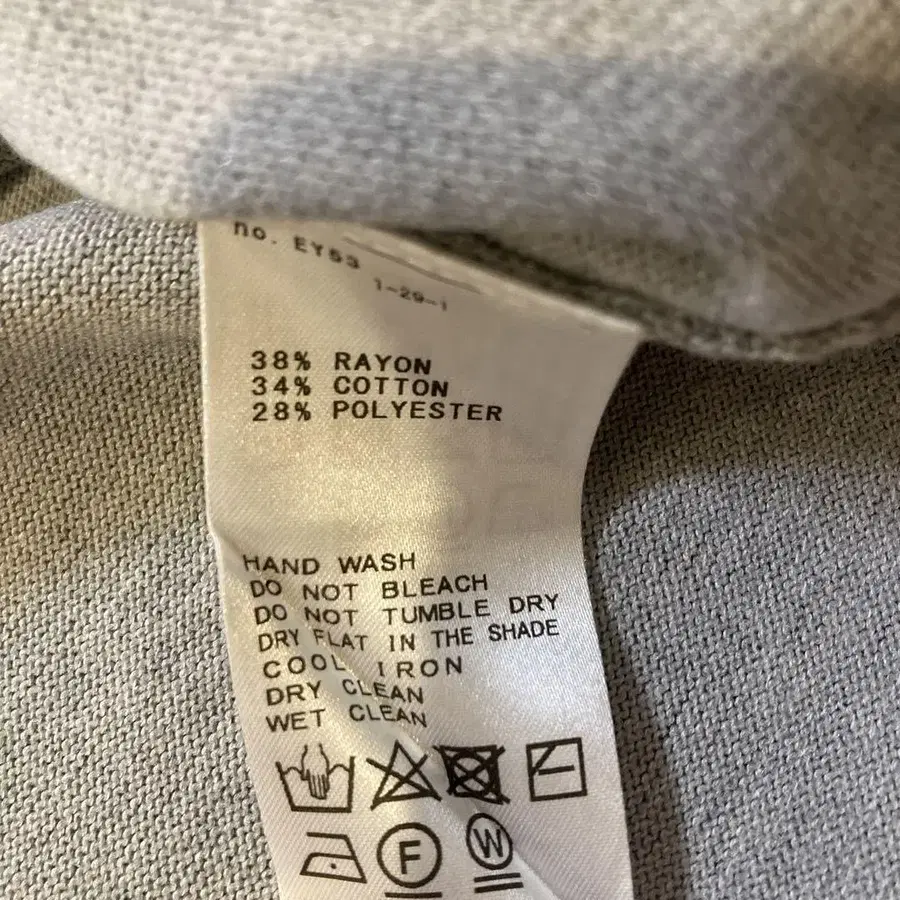 no. EY53
1-29-1
38% RAYON
34% COTTON
28% POLYESTER
HAND WASH
DO NOT BLEACH
DO NOT TUMBLE DRY
DRY FLAT IN THE SHADE
COOL IRON
DRY CLEAN
WET CLEAN
F W